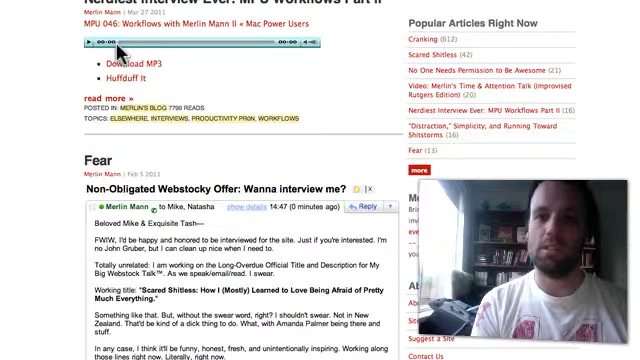 Nerdiest Interview Ever: MPU Workflows Part II
Merlin Mann | Mar 27 2011
MPU 046: Workflows with Merlin Mann II « Mac Power Users
00:00 00:00
Download MP3
Huffduff It
read more »
POSTED IN: MERLIN'S BLOG 7799 READS
TOPICS: ELSEWHERE, INTERVIEWS, PRODUCTIVITY PR0N, WORKFLOWS
Fear
Merlin Mann | Feb 5 2011
Non-Obligated Webstocky Offer: Wanna interview me? | X
Merlin Mann to Mike, Natasha show details 14:47 (0 minutes ago) Reply
Beloved Mike & Exquisite Tash—
FWIW, I'd be happy and honored to be interviewed for the site. Just if you're interested. I'm
no John Gruber, but I can clean up nice when I need to.
Totally unrelated: I am working on the Long-Overdue Official Title and Description for My
Big Webstock Talk™. As we speak/email/read. I swear.
Working title: "Scared Shitless: How I (Mostly) Learned to Love Being Afraid of Pretty
Much Everything."
Something like that. But, without the swear word, right? I shouldn't swear. Not in New
Zealand. That'd be kind of a dick thing to do. What, with Amanda Palmer being there and
stuff.
In any case, I think it'll be funny, honest, fresh, and unintentionally inspiring. Working along
those lines right now. Literally, right now.
Popular Articles Right Now
Cranking (612)
Scared Shitless (42)
No One Needs Permission to Be Awesome (21)
Video: Merlin's Time & Attention Talk (Improvised
Rutgers Edition) (20)
Nerdiest Interview Ever: MPU Workflows Part II (16)
"Distraction," Simplicity, and Running Toward
Shitstorms (16)
Fear (13)
more
Suggest a Site
Contact Us